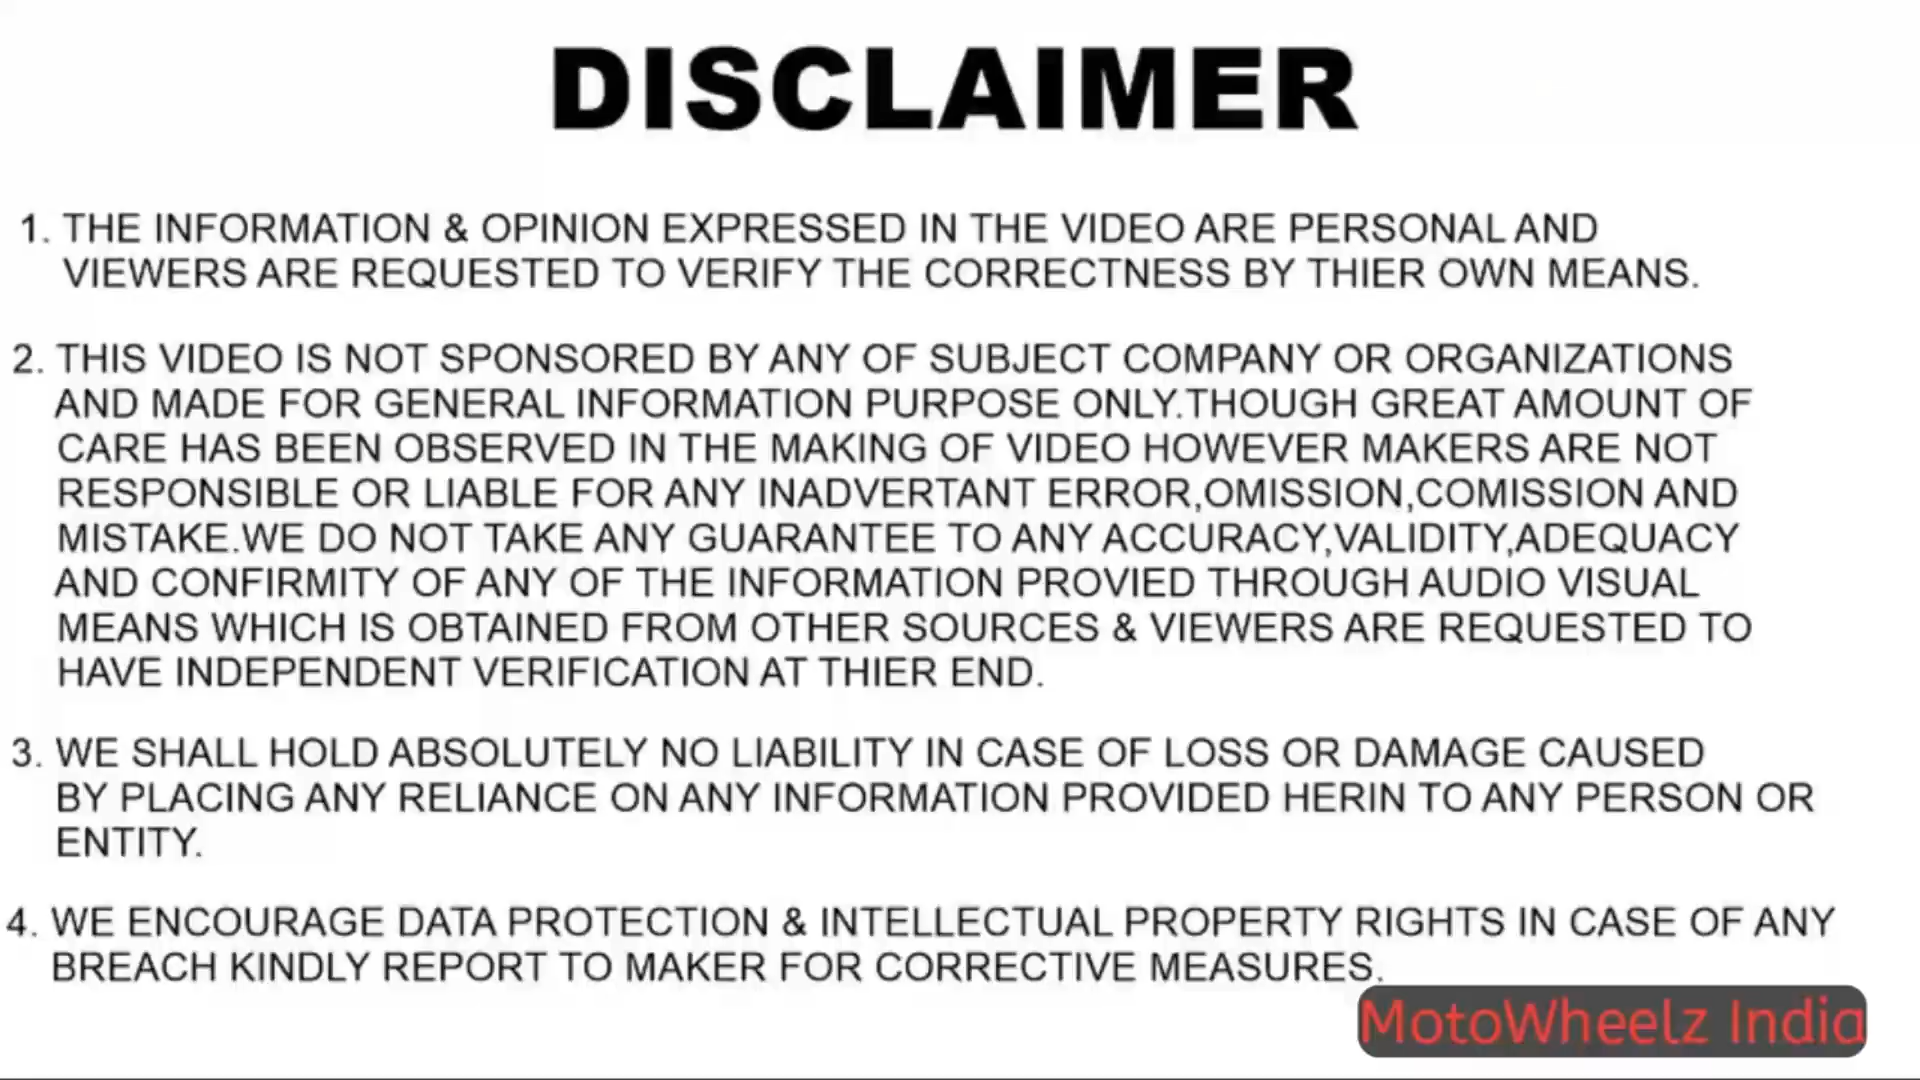 DISCLAIMER
1. THE INFORMATION & OPINION EXPRESSED IN THE VIDEO ARE PERSONAL AND
VIEWERS ARE REQUESTED TO VERIFY THE CORRECTNESS BY THIER OWN MEANS.
2. THIS VIDEO IS NOT SPONSORED BY ANY OF SUBJECT COMPANY OR ORGANIZATIONS
AND MADE FOR GENERAL INFORMATION PURPOSE ONLY.THOUGH GREAT AMOUNT OF
CARE HAS BEEN OBSERVED IN THE MAKING OF VIDEO HOWEVER MAKERS ARE NOT
RESPONSIBLE OR LIABLE FOR ANY INADVERTANT ERROR,OMISSION,COMISSION AND
MISTAKE.WE DO NOT TAKE ANY GUARANTEE TO ANY ACCURACY,VALIDITY,ADEQUACY
AND CONFIRMITY OF ANY OF THE INFORMATION PROVIED THROUGH AUDIO VISUAL
MEANS WHICH IS OBTAINED FROM OTHER SOURCES & VIEWERS ARE REQUESTED TO
HAVE INDEPENDENT VERIFICATION AT THIER END.
3. WE SHALL HOLD ABSOLUTELY NO LIABILITY IN CASE OF LOSS OR DAMAGE CAUSED
BY PLACING ANY RELIANCE ON ANY INFORMATION PROVIDED HERIN TO ANY PERSON OR
ENTITY.
4. WE ENCOURAGE DATA PROTECTION & INTELLECTUAL PROPERTY RIGHTS IN CASE OF ANY
BREACH KINDLY REPORT TO MAKER FOR CORRECTIVE MEASURES.
MotoWheelz India